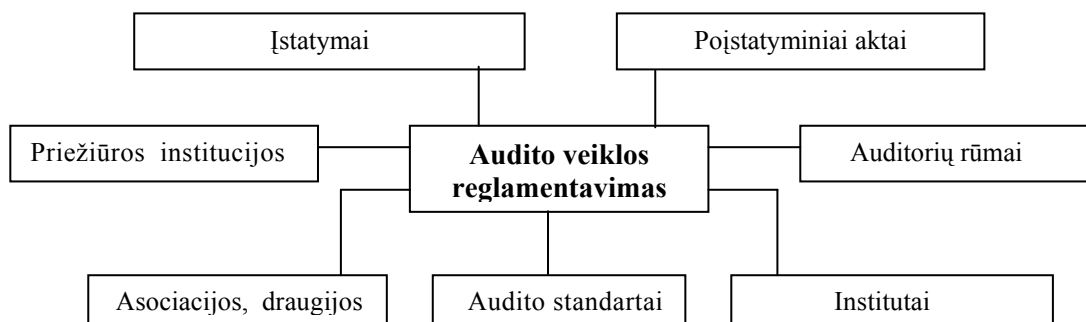 Įstatymai
Poįstatyminiai aktai
Priežiūros institucijos
Audito veiklos
reglamentavimas
Auditorių rūmai
Asociacijos, draugijos
Audito standartai
Institutai